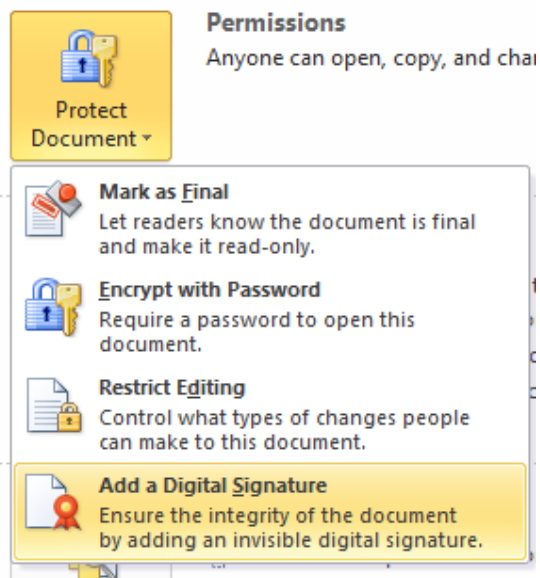 Permissions
Anyone can open, copy, and
Protect
Document
Mark as Final
Let readers know the document is final
and make it read-only.
Encrypt with Password
Require a password to open this
document.
Restrict Editing
Control what types of changes people
can make to this document.
Add a Digital Signature
Ensure the integrity of the document
by adding an invisible digital signature.